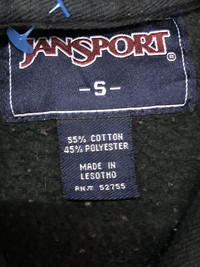 JANSPORT®
-S-
55% COTTON
45% POLYESTER
MADE IN
LESOTHO
RN# 52755